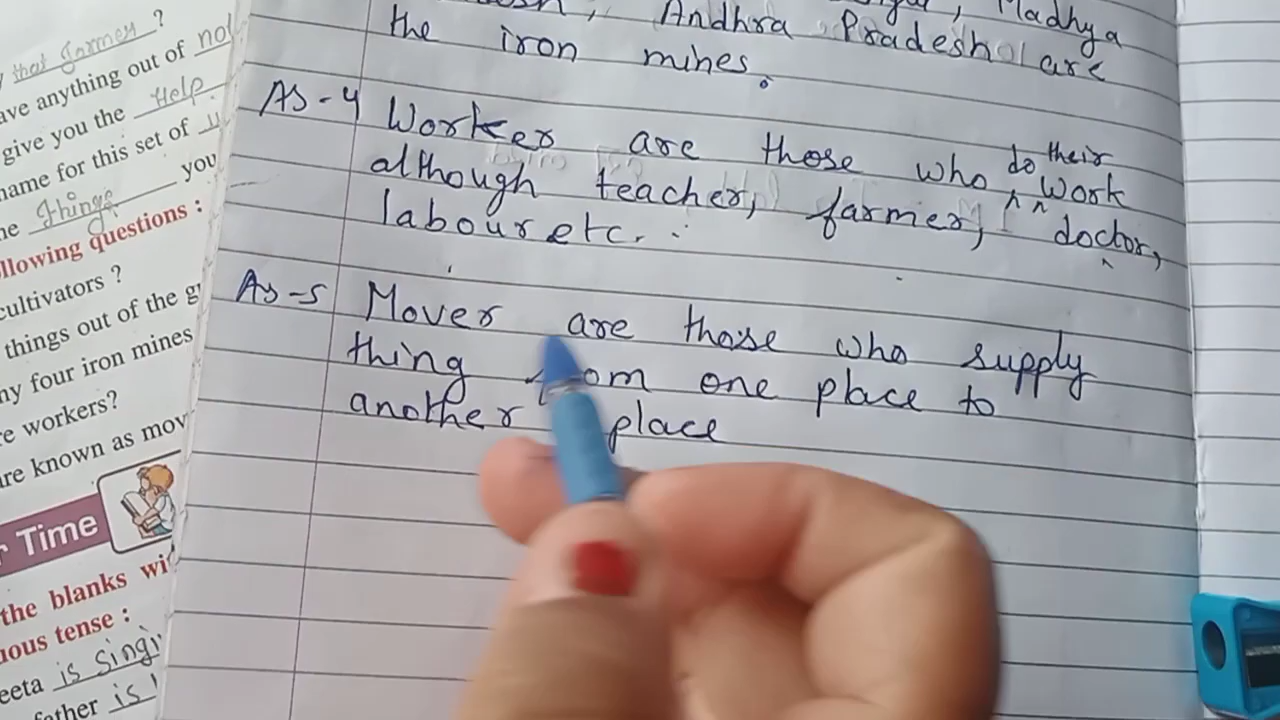 that farmer ?
ave anything out of
give you the Help
name for this set of
Things you
llowing questions :
cultivators ?
things out of the
ny four iron mines
re workers?
re known as mov
Time
the blanks wi
uous tense :
eeta is singi
father is
Madhya
Andhra Pradesh are
the iron mines.
As-4 Worker are those who do their work
although teacher, farmer, doctor,
labour etc.
As-5 Mover are those who supply
thing from one place to
another place